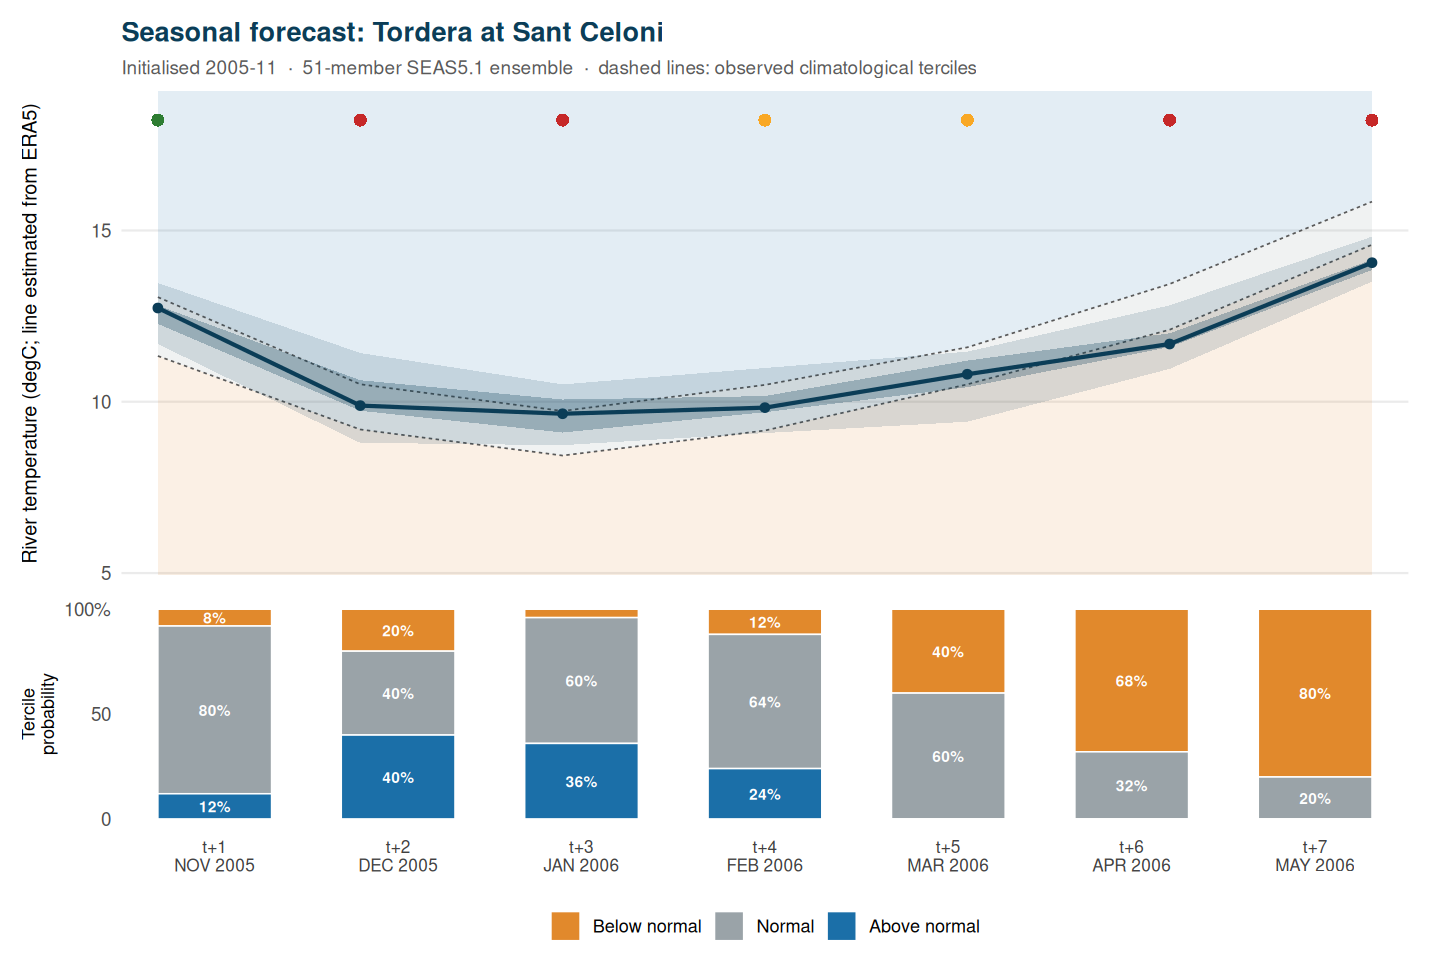 Seasonal forecast: Tordera at Sant Celoni
Initialised 2005-11 · 51-member SEAS5.1 ensemble · dashed lines: observed climatological terciles
River temperature (degC; line estimated from ERA5)
15
10
5
Tercile
probability
100%
50
0
8%
80%
12%
20%
40%
40%
60%
36%
12%
64%
24%
40%
60%
68%
32%
80%
20%
t+1
NOV 2005
t+2
DEC 2005
t+3
JAN 2006
t+4
FEB 2006
t+5
MAR 2006
t+6
APR 2006
t+7
MAY 2006
Below normal
Normal
Above normal